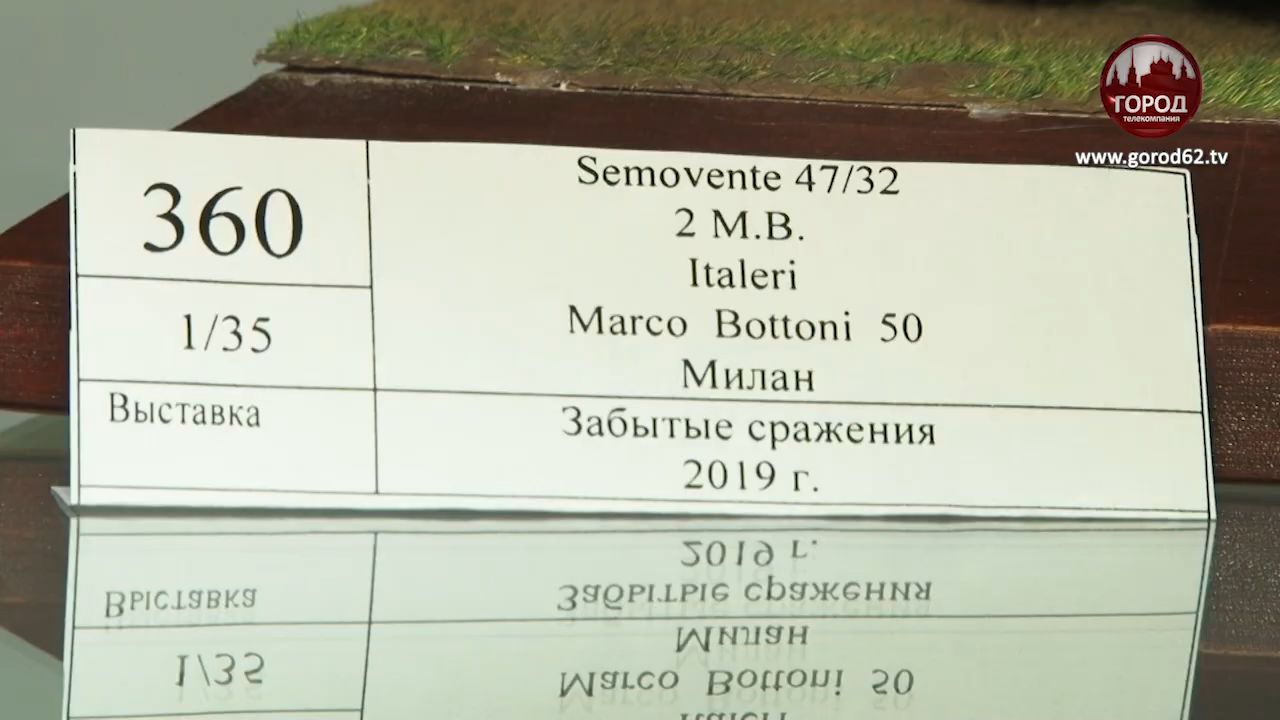 ГОРОД
телекомпания
www.gorod62.tv
360
1/35
Semovente 47/32
2 М.В.
Italeri
Marco Bottoni 50
Милан
Выставка
Забытые сражения
2019 г.